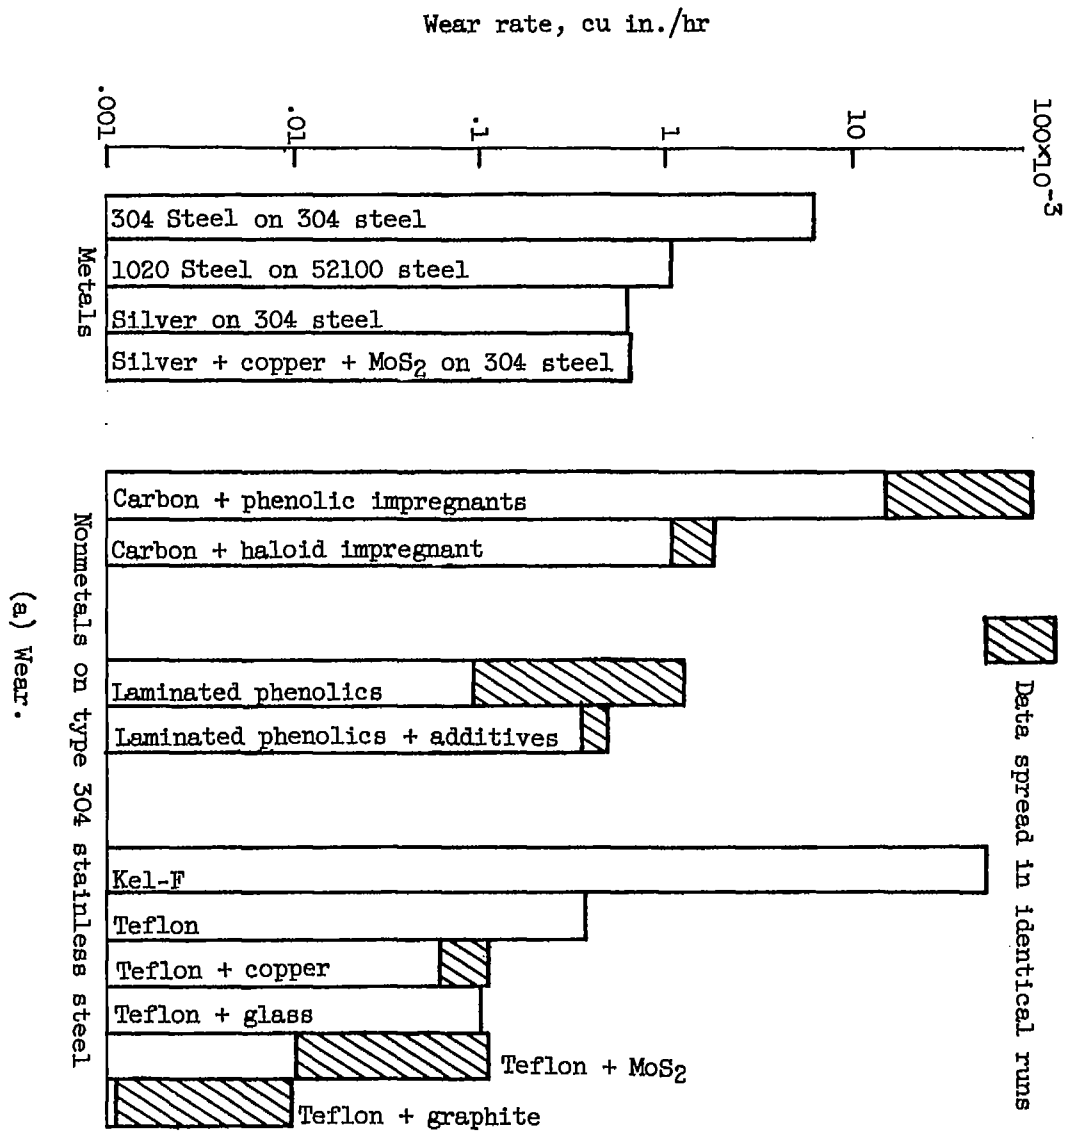 Wear rate, cu in./hr
.001
.01
.1
1
10
100×10-3
Metals
304 Steel on 304 steel
1020 Steel on 52100 steel
Silver on 304 steel
Silver + copper + MoS2 on 304 steel
Nonmetals on type 304 stainless steel
Carbon + phenolic impregnants
Carbon + haloid impregnant
Laminated phenolics
Laminated phenolics + additives
Kel-F
Teflon
Teflon + copper
Teflon + glass
Teflon + MoS2
Teflon + graphite
Data spread in identical runs
(a) Wear.